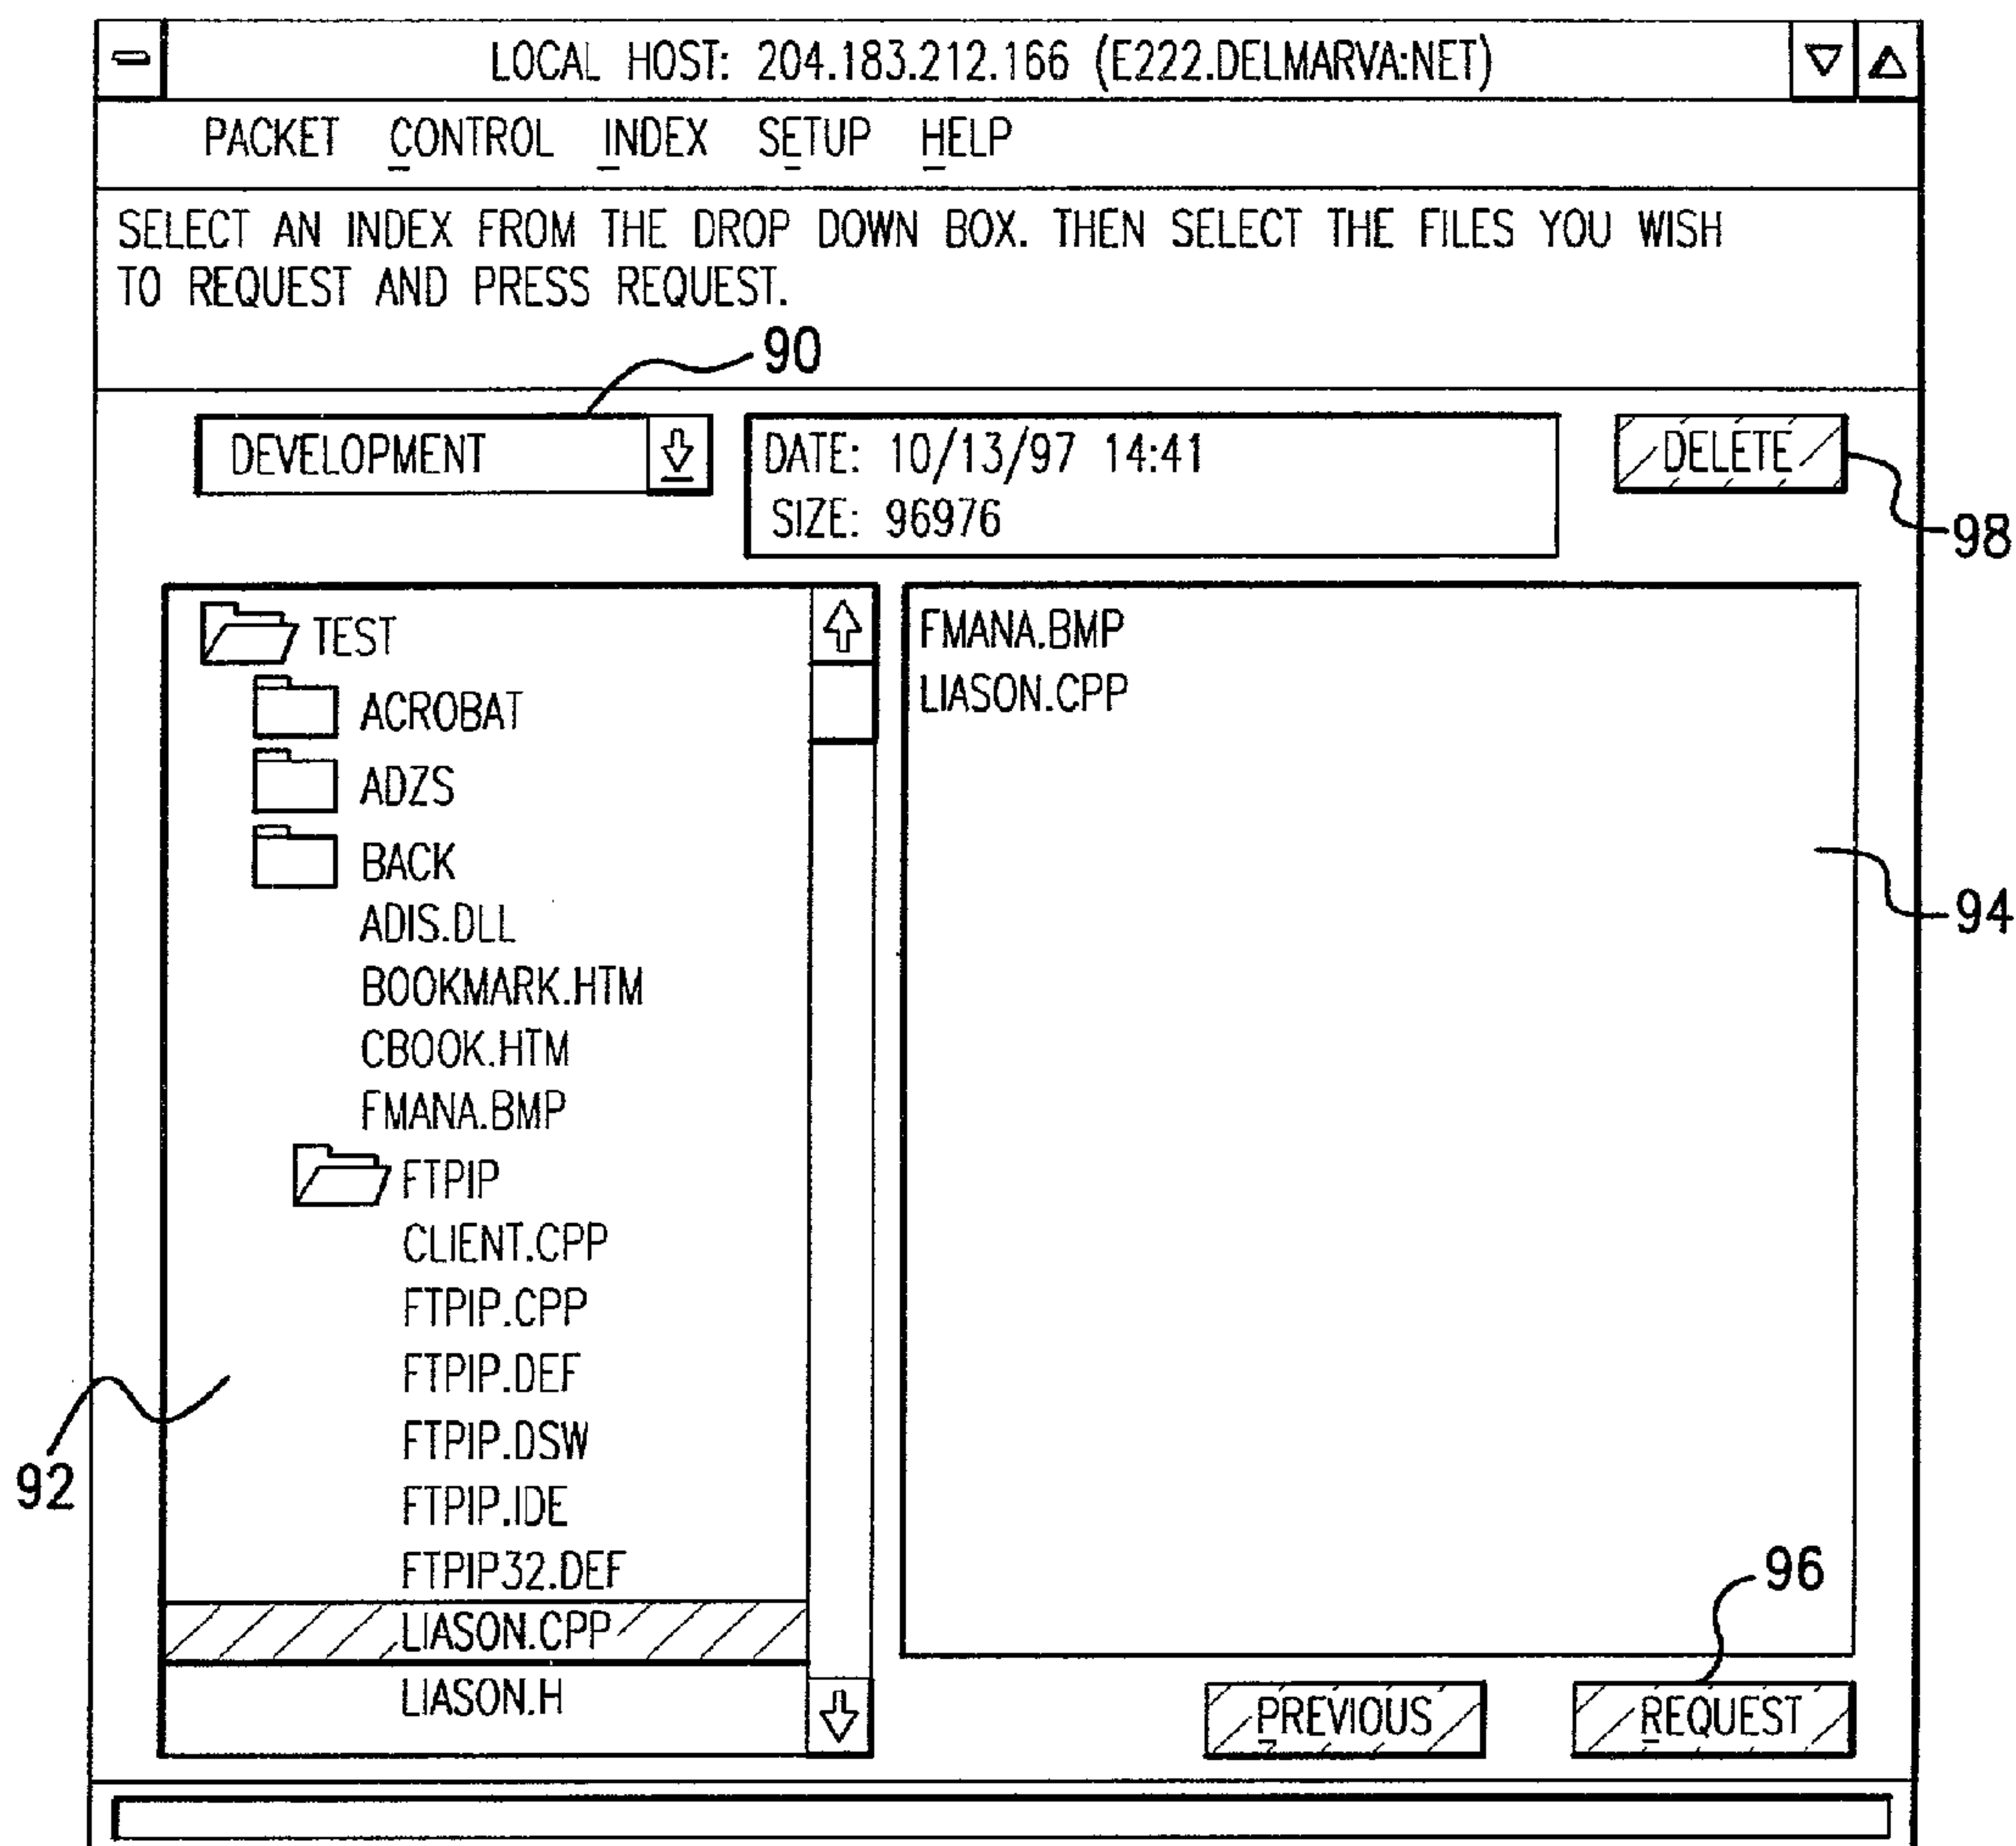 LOCAL HOST: 204.183.212.166 (E222.DELMARVA:NET)
PACKET CONTROL INDEX SETUP HELP
SELECT AN INDEX FROM THE DROP DOWN BOX. THEN SELECT THE FILES YOU WISH
TO REQUEST AND PRESS REQUEST.
90
DEVELOPMENT
DATE: 10/13/97 14:41
SIZE: 96976
DELETE
98
TEST
ACROBAT
ADZS
BACK
ADIS.DLL
BOOKMARK.HTM
CBOOK.HTM
FMANA.BMP
FTPIP
CLIENT.CPP
FTPIP.CPP
FTPIP.DEF
FTPIP.DSW
FTPIP.IDE
FTPIP32.DEF
LIASON.CPP
LIASON.H
92
FMANA.BMP
LIASON.CPP
94
96
PREVIOUS
REQUEST